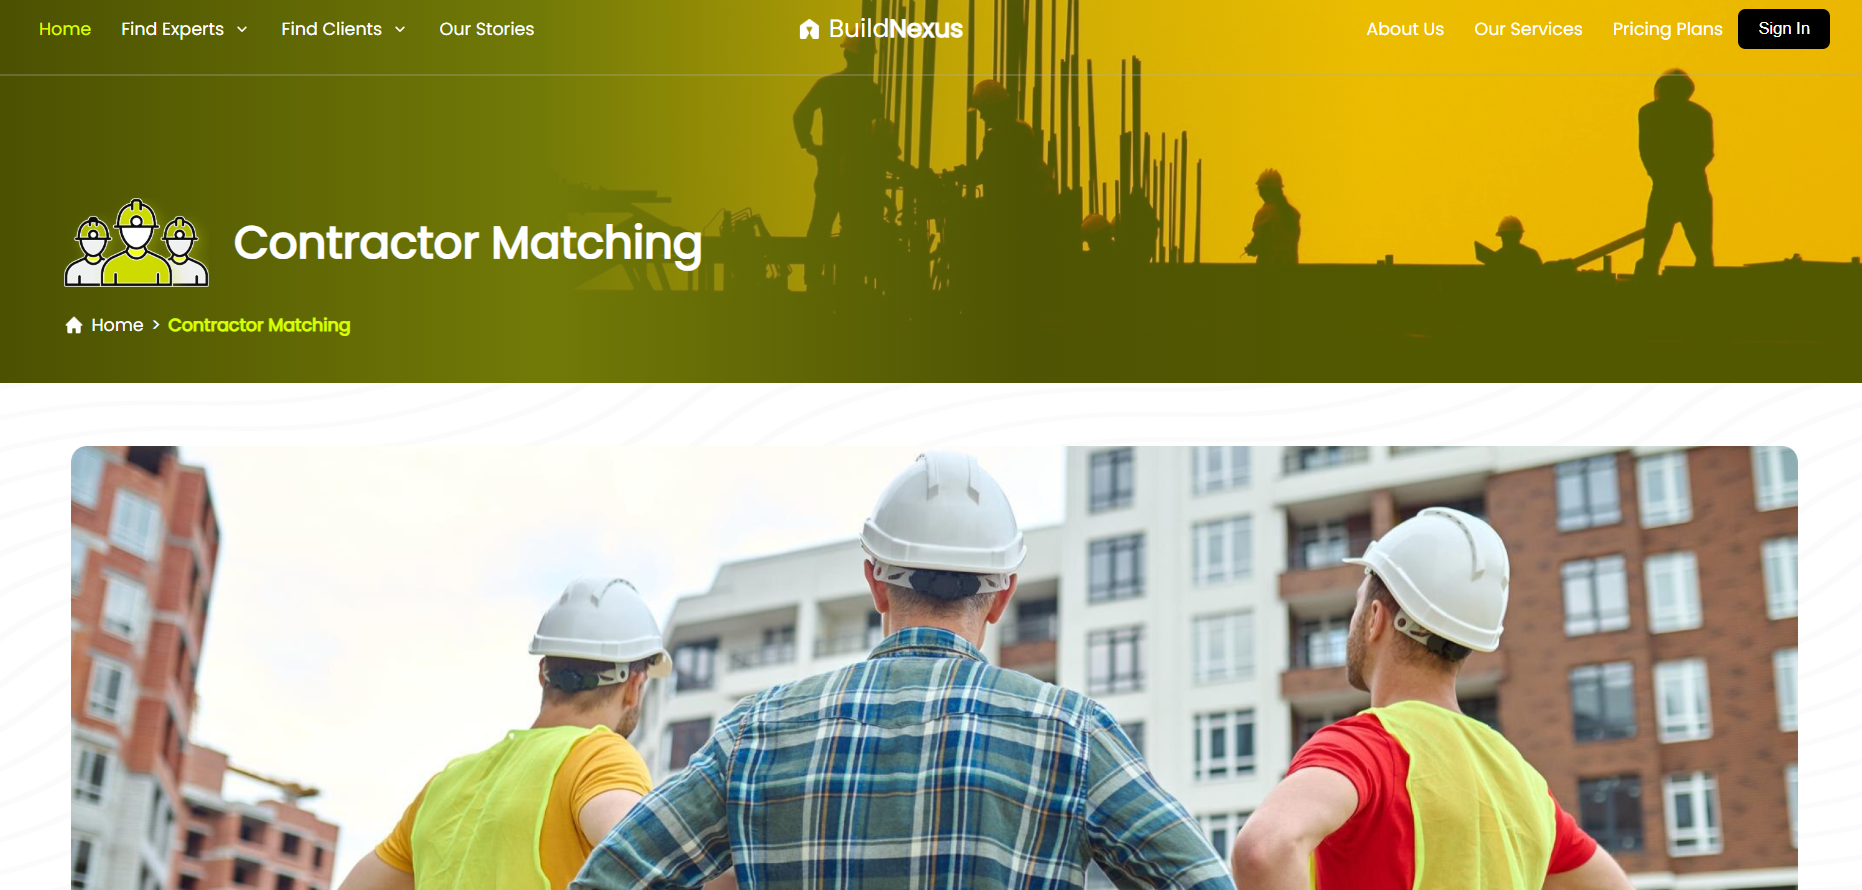 Home Find Experts Find Clients Our Stories BuildNexus About Us Our Services Pricing Plans Sign In
Contractor Matching
Home > Contractor Matching